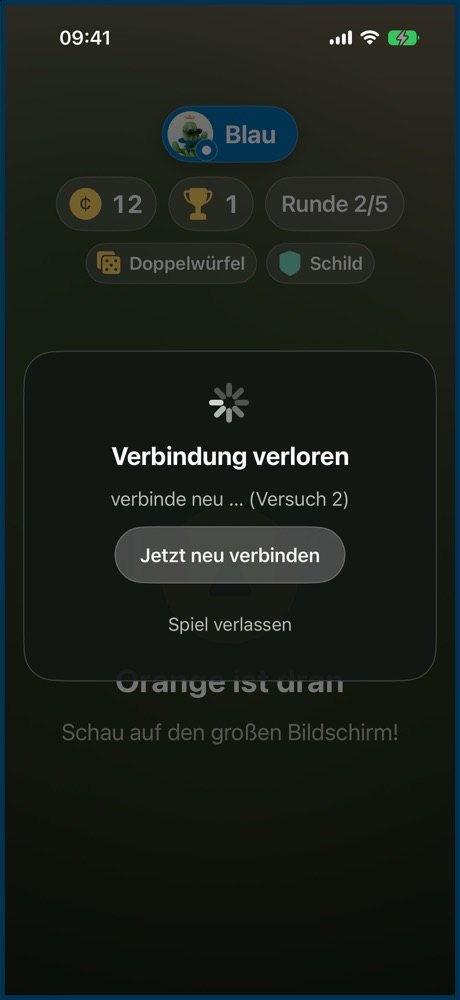 09:41
Blau
12
1
Runde 2/5
Doppelwürfel
Schild
Verbindung verloren
verbinde neu ... (Versuch 2)
Jetzt neu verbinden
Spiel verlassen
Orange ist dran
Schau auf den großen Bildschirm!